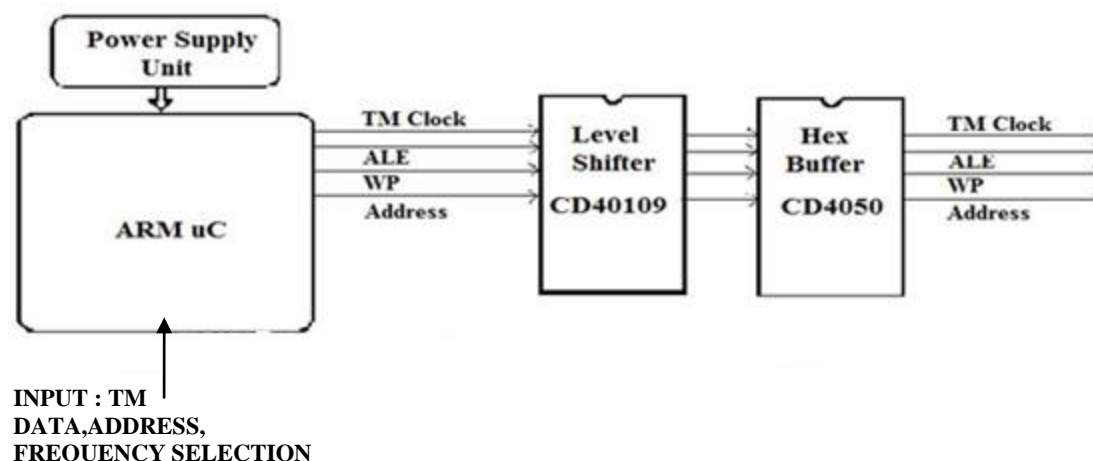 Power Supply
Unit
ARM uC
TM Clock
ALE
WP
Address
Level
Shifter
CD40109
Hex
Buffer
CD4050
TM Clock
ALE
WP
Address
INPUT : TM
DATA,ADDRESS,
FREQUENCY SELECTION